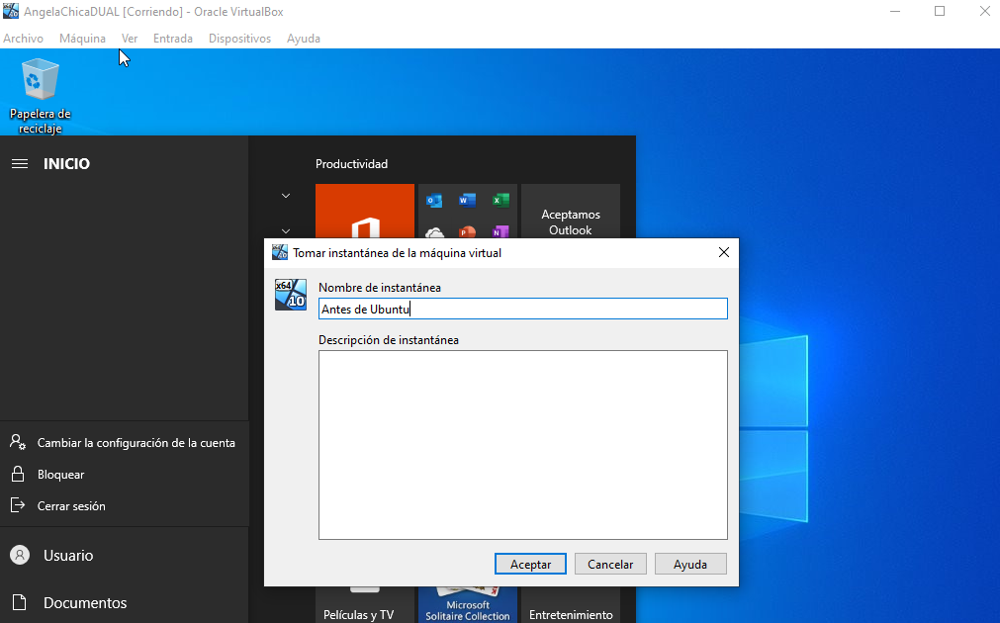 AngelaChicaDUAL [Corriendo] - Oracle VirtualBox
Archivo Máquina Ver Entrada Dispositivos Ayuda
Papelera de
reciclaje
INICIO
Productividad
Aceptamos
Outlook
Tomar instantánea de la máquina virtual
x64
10
Nombre de instantánea
Antes de Ubuntu
Descripción de instantánea
Aceptar Cancelar Ayuda
Cambiar la configuración de la cuenta
Bloquear
Cerrar sesión
Usuario
Documentos
Películas y TV
Microsoft
Solitaire Collection
Entretenimiento